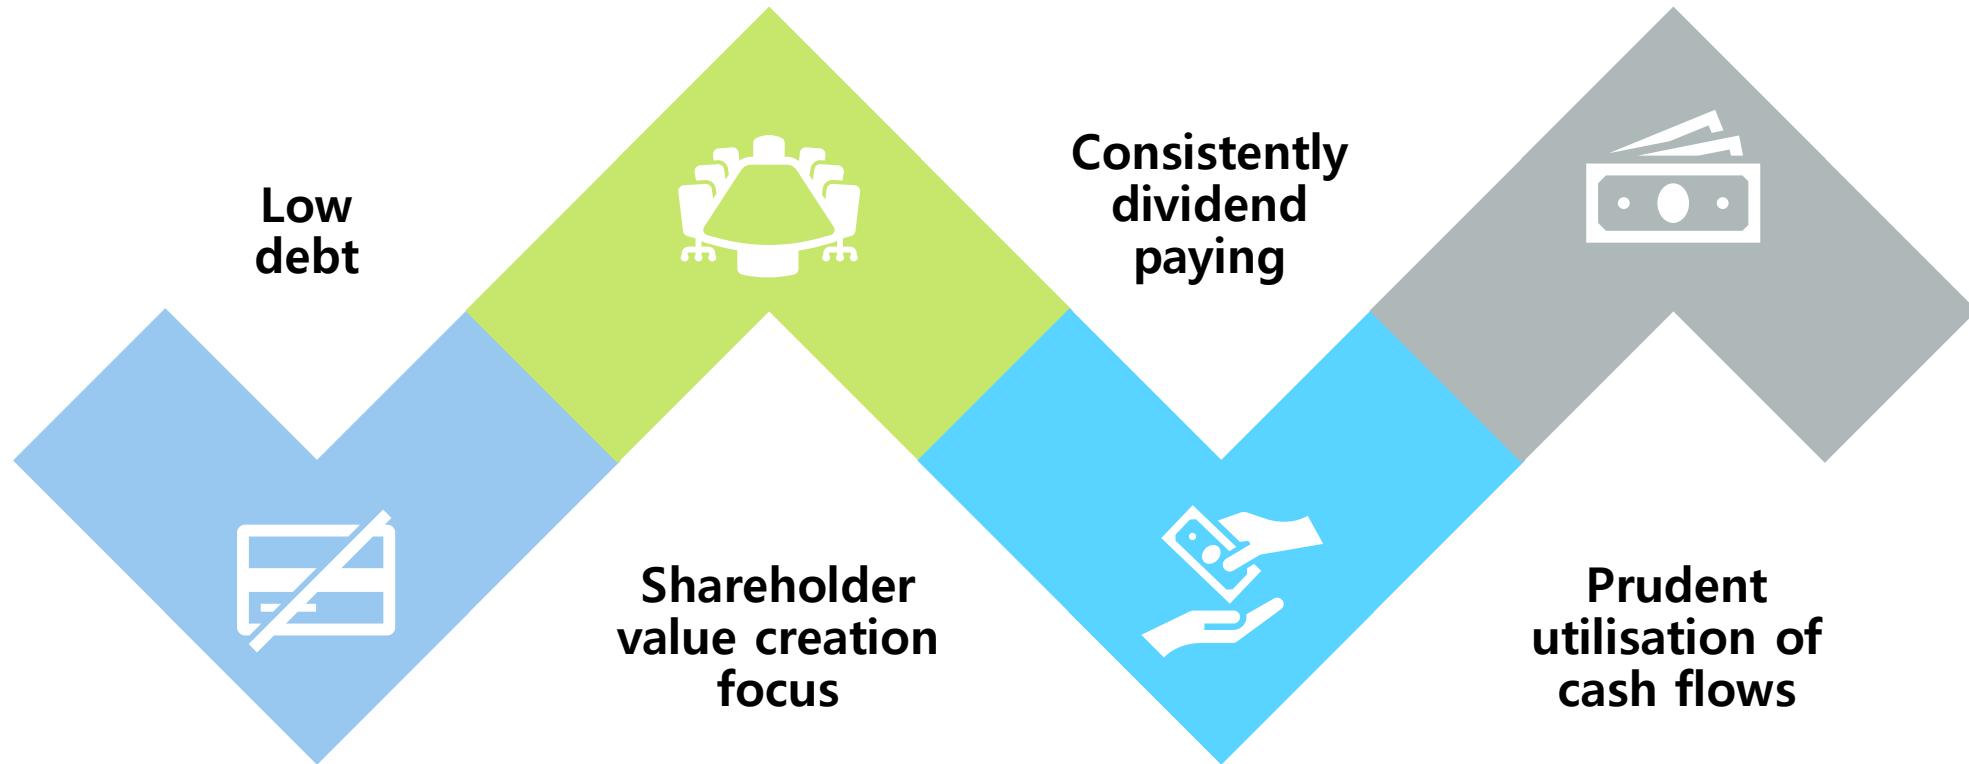 Low
debt
Shareholder
value creation
focus
Consistently
dividend
paying
Prudent
utilisation of
cash flows